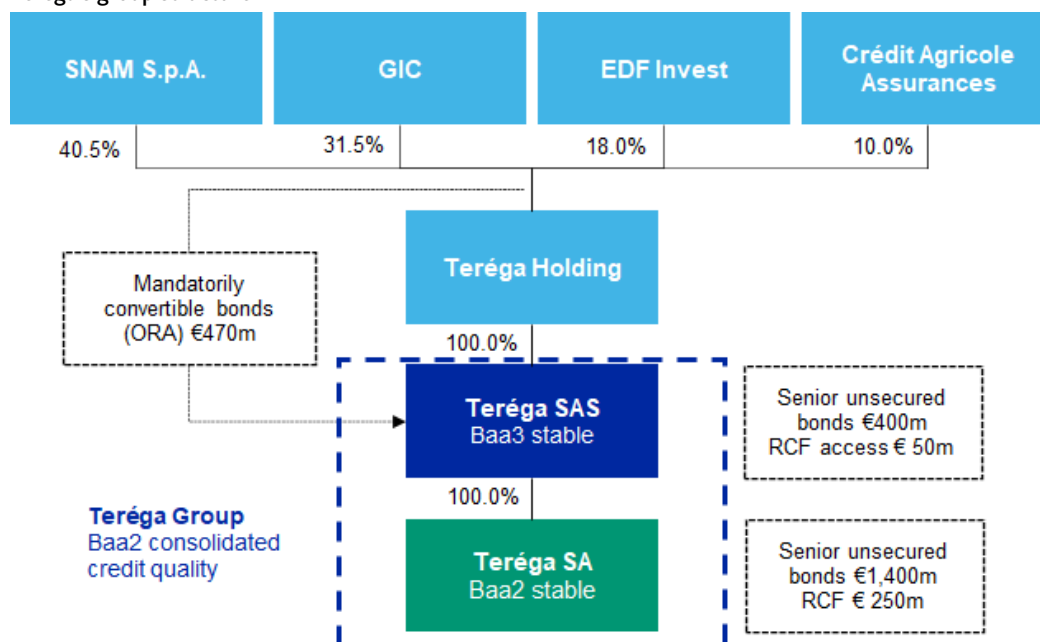 SNAM S.p.A.
GIC
EDF Invest
Crédit Agricole
Assurances
40.5%
31.5%
18.0%
10.0%
Teréga Holding
Mandatorily
convertible bonds
(ORA) €470m
100.0%
Teréga SAS
Baa3 stable
Senior unsecured
bonds €400m
RCF access € 50m
100.0%
Teréga Group
Baa2 consolidated
credit quality
Teréga SA
Baa2 stable
Senior unsecured
bonds €1,400m
RCF € 250m